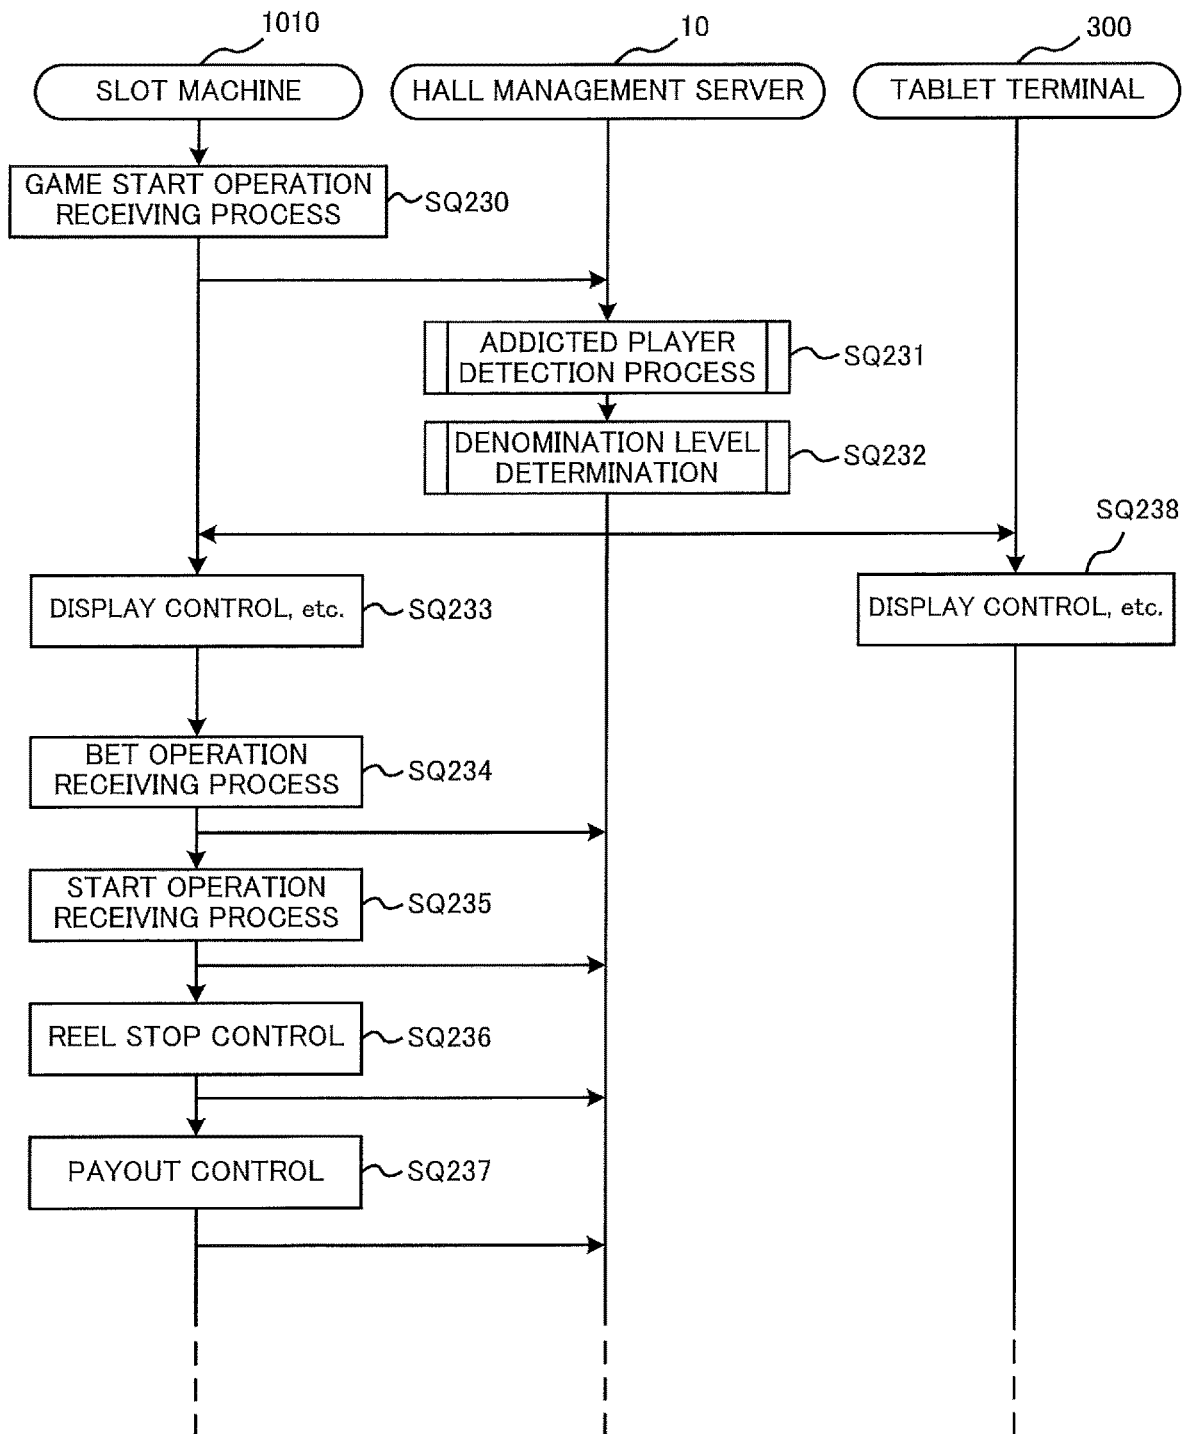 1010
10
300
SLOT MACHINE
HALL MANAGEMENT SERVER
TABLET TERMINAL
GAME START OPERATION
RECEIVING PROCESS
SQ230
ADDICTED PLAYER
DETECTION PROCESS
SQ231
DENOMINATION LEVEL
DETERMINATION
SQ232
SQ238
DISPLAY CONTROL, etc.
SQ233
DISPLAY CONTROL, etc.
BET OPERATION
RECEIVING PROCESS
SQ234
START OPERATION
RECEIVING PROCESS
SQ235
REEL STOP CONTROL
SQ236
PAYOUT CONTROL
SQ237